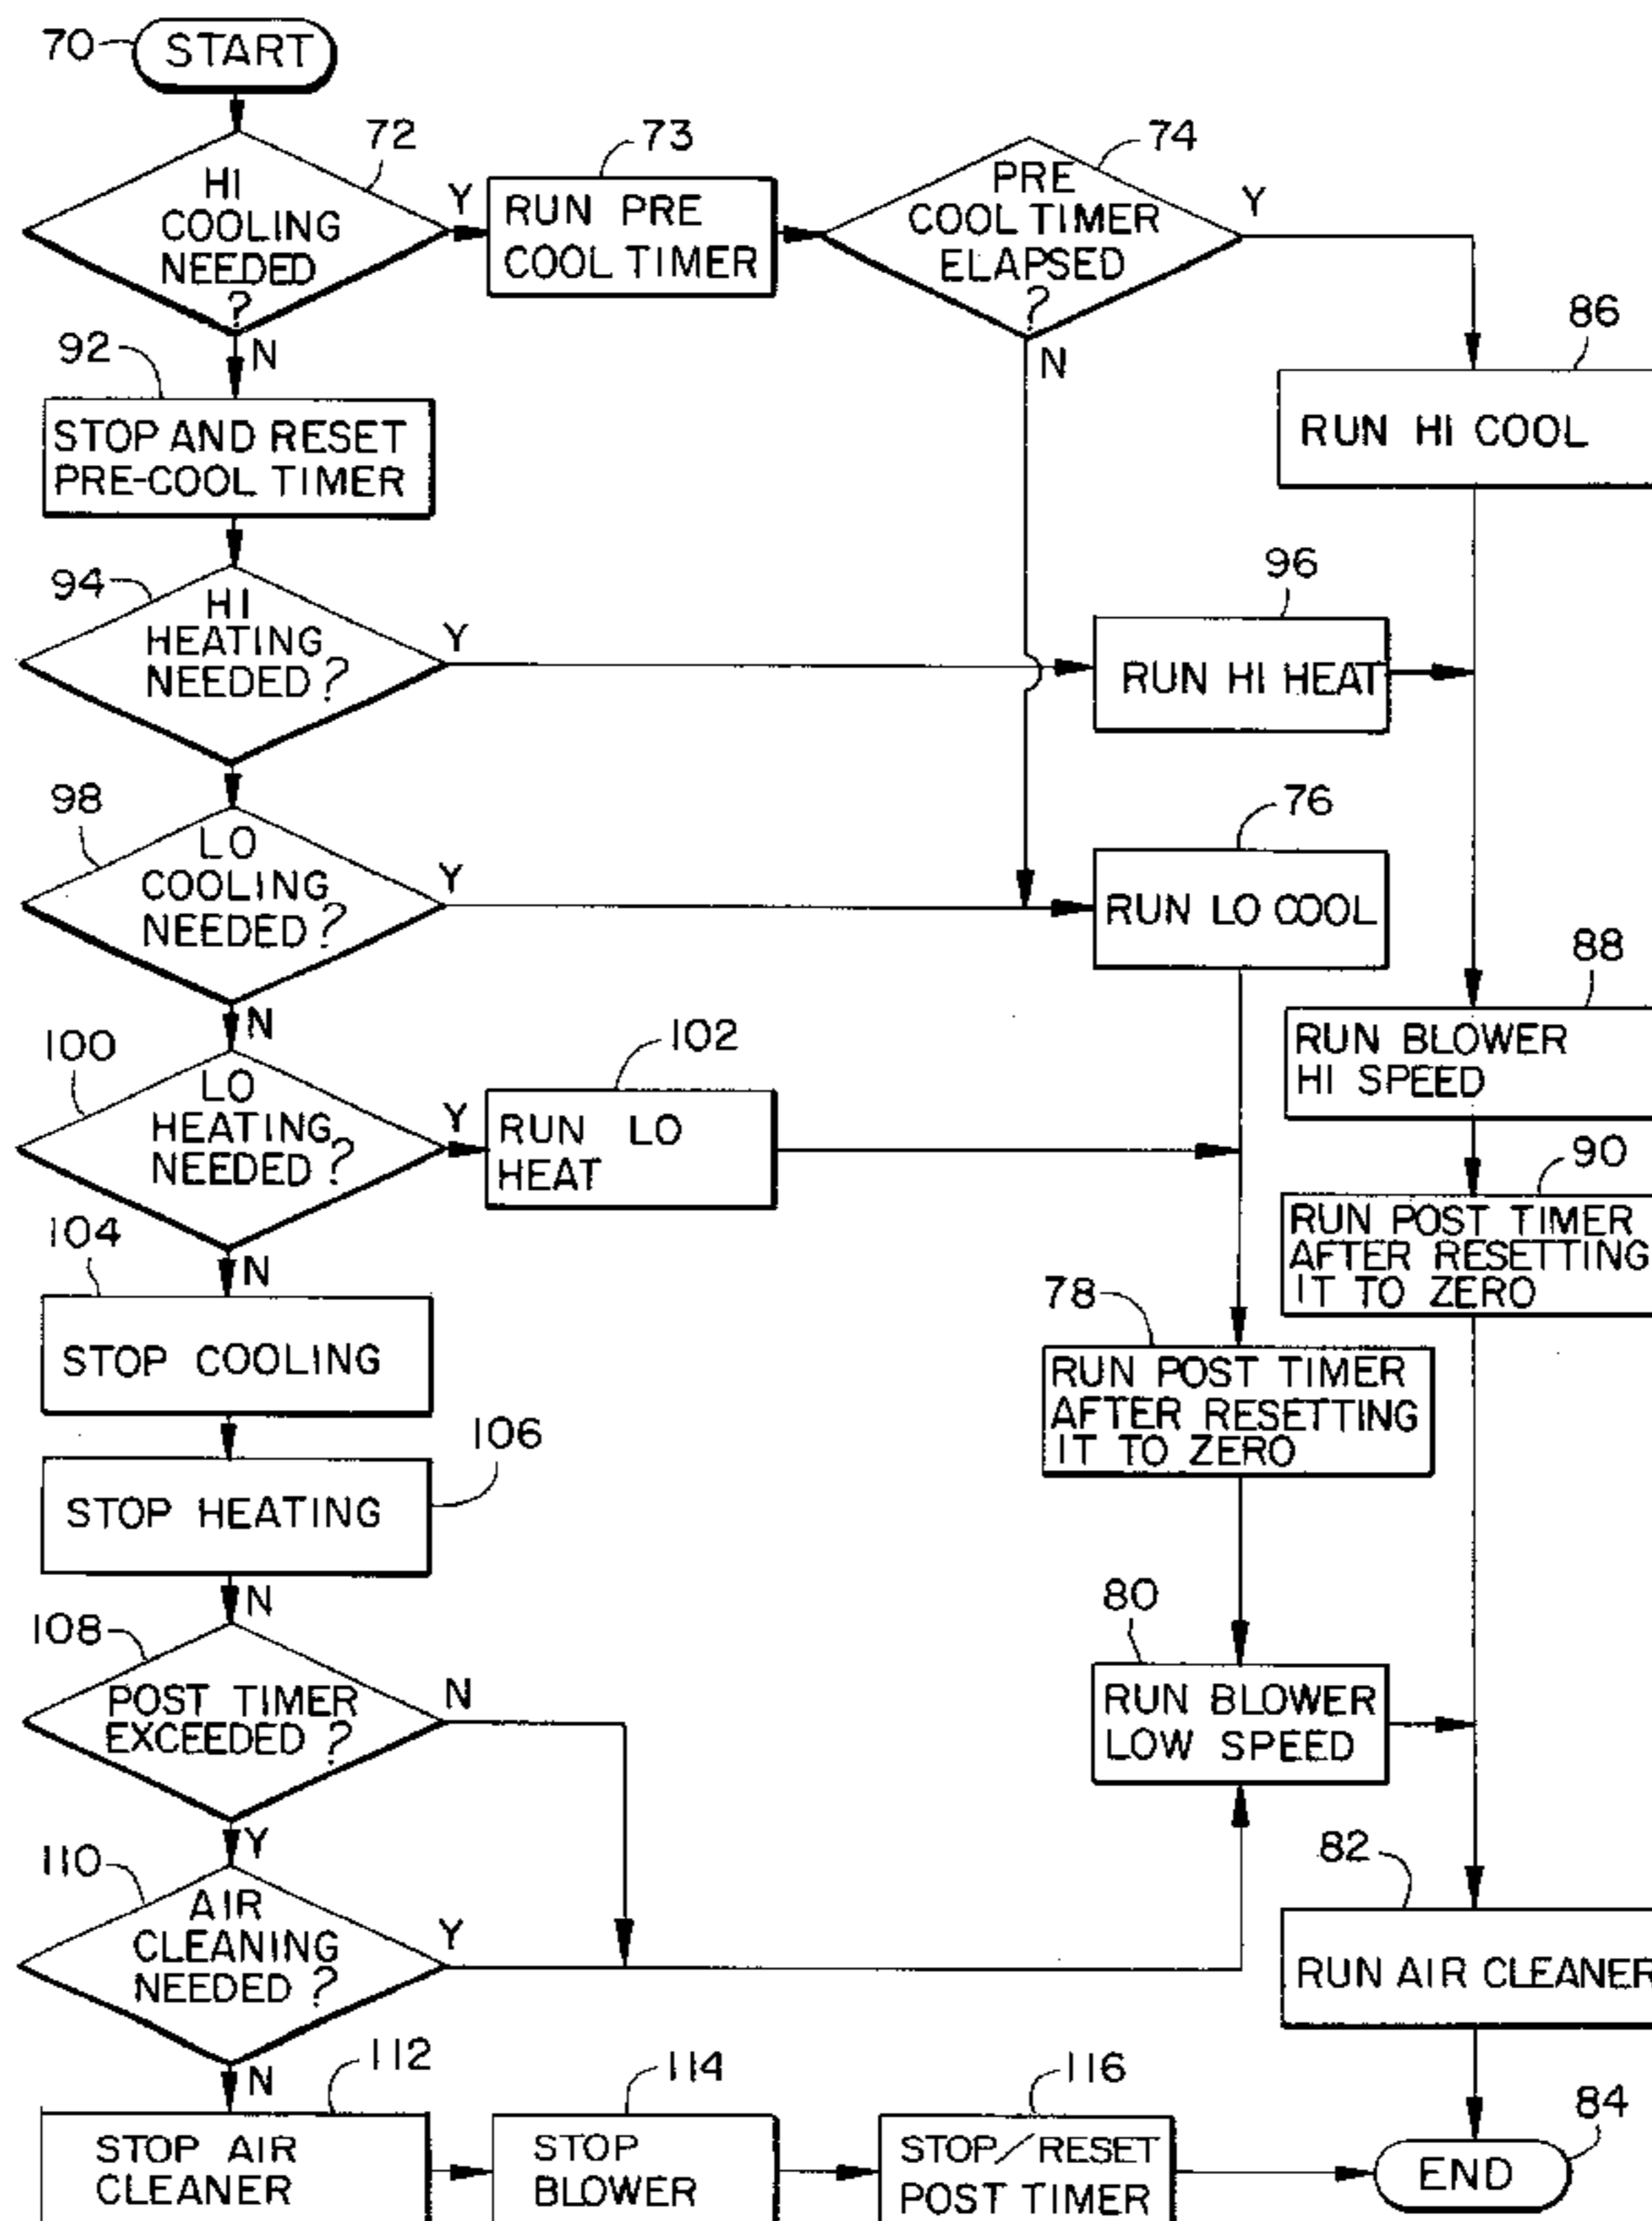 70
START
72
HI
COOLING
NEEDED
?
Y
N
73
RUN PRE
COOL TIMER
74
PRE
COOL TIMER
ELAPSED
?
Y
N
86
RUN HI COOL
92
STOP AND RESET
PRE-COOL TIMER
94
HI
HEATING
NEEDED?
Y
96
RUN HI HEAT
98
LO
COOLING
NEEDED?
Y
N
76
RUN LO COOL
88
RUN BLOWER
HI SPEED
100
LO
HEATING
NEEDED?
Y
N
102
RUN LO
HEAT
90
RUN POST TIMER
AFTER RESETTING
IT TO ZERO
104
STOP COOLING
78
RUN POST TIMER
AFTER RESETTING
IT TO ZERO
106
STOP HEATING
N
108
POST TIMER
EXCEEDED?
N
Y
80
RUN BLOWER
LOW SPEED
110
AIR
CLEANING
NEEDED?
Y
N
82
RUN AIR CLEANER
112
STOP AIR
CLEANER
114
STOP
BLOWER
116
STOP/RESET
POST TIMER
84
END